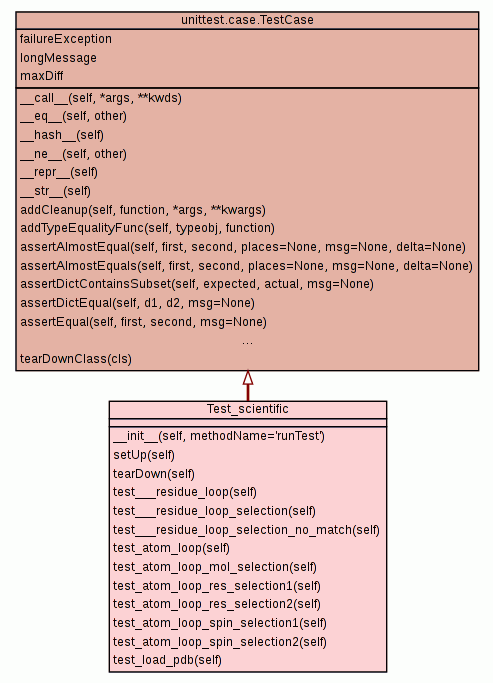 unittest.case.TestCase
failureException
longMessage
maxDiff
__call__(self, *args, **kwds)
__eq__(self, other)
__hash__(self)
__ne__(self, other)
__repr__(self)
__str__(self)
addCleanup(self, function, *args, **kwargs)
addTypeEqualityFunc(self, typeobj, function)
assertAlmostEqual(self, first, second, places=None, msg=None, delta=None)
assertAlmostEquals(self, first, second, places=None, msg=None, delta=None)
assertDictContainsSubset(self, expected, actual, msg=None)
assertDictEqual(self, d1, d2, msg=None)
assertEqual(self, first, second, msg=None)
...
tearDownClass(cls)
Test_scientific
__init__(self, methodName='runTest')
setUp(self)
tearDown(self)
test___residue_loop(self)
test___residue_loop_selection(self)
test___residue_loop_selection_no_match(self)
test_atom_loop(self)
test_atom_loop_mol_selection(self)
test_atom_loop_res_selection1(self)
test_atom_loop_res_selection2(self)
test_atom_loop_spin_selection1(self)
test_atom_loop_spin_selection2(self)
test_load_pdb(self)